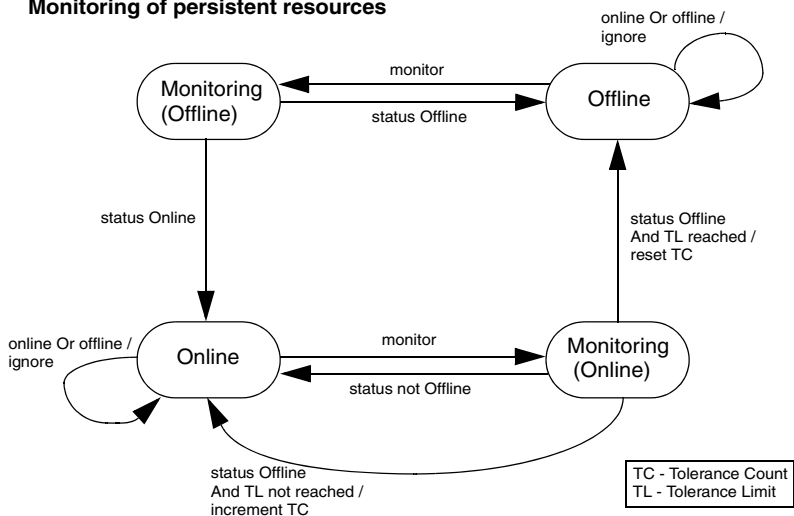 Monitoring of persistent resources
online Or offline /
ignore
monitor
Monitoring
(Offline)
Offline
status Offline
status Online
status Offline
And TL reached /
reset TC
online Or offline /
ignore
Online
monitor
Monitoring
(Online)
status not Offline
status Offline
And TL not reached /
increment TC
TC - Tolerance Count
TL - Tolerance Limit